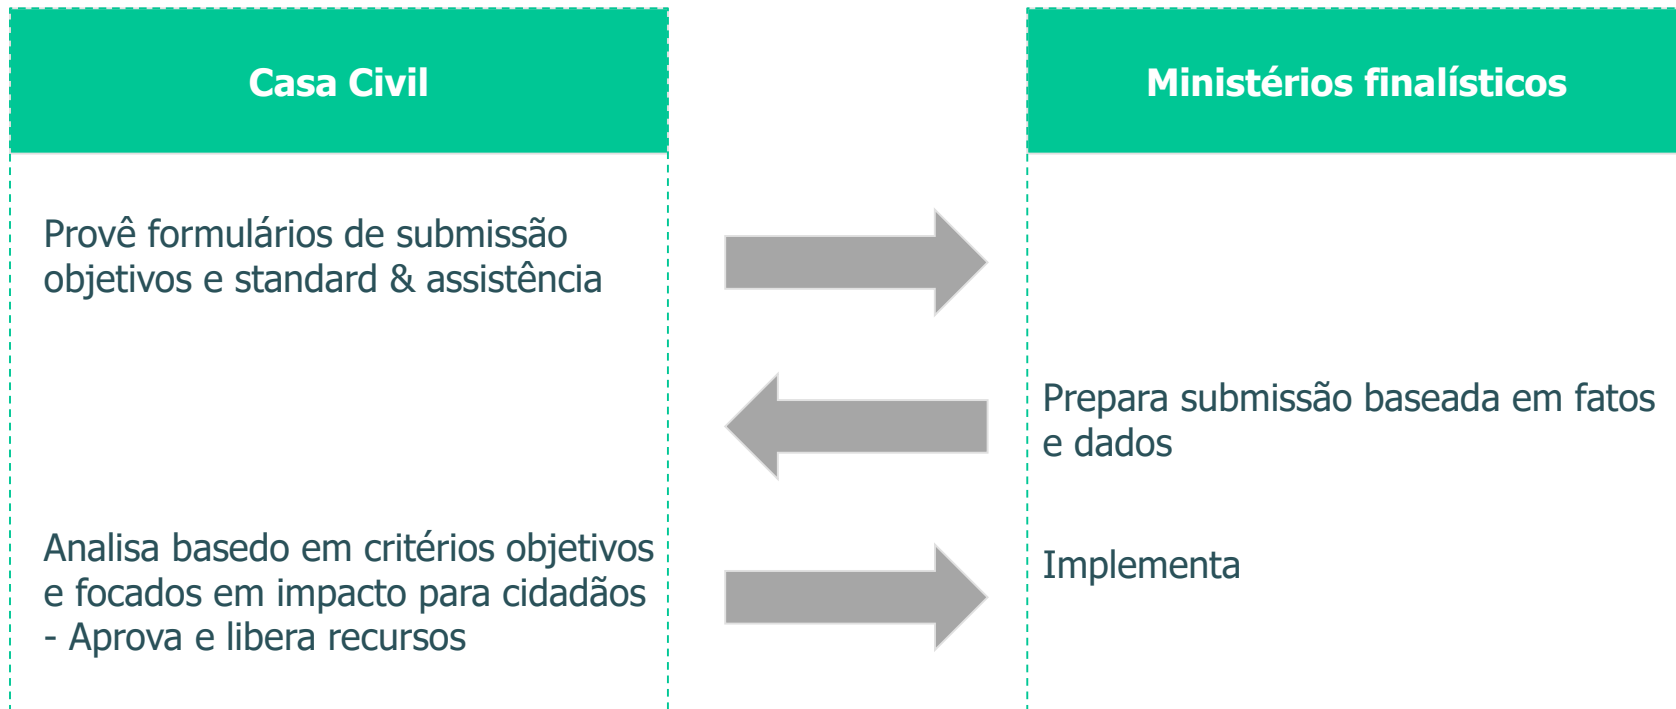 Casa Civil
Ministérios finalísticos
Provê formulários de submissão
objetivos e standard & assistência
Prepara submissão baseada em fatos
e dados
Analisa basedo em critérios objetivos
e focados em impacto para cidadãos
- Aprova e libera recursos
Implementa